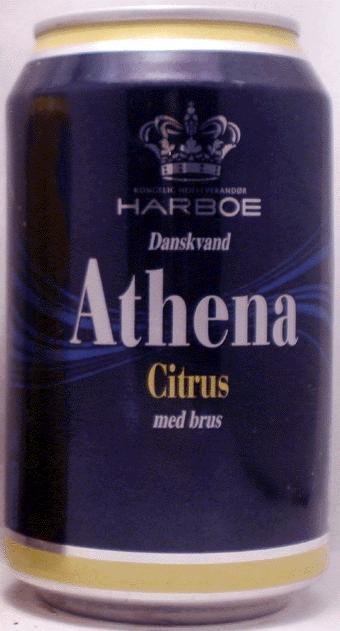 KONGELIG HOFLEVERANDØR
HARBOE
Danskvand
Athena
Citrus
med brus